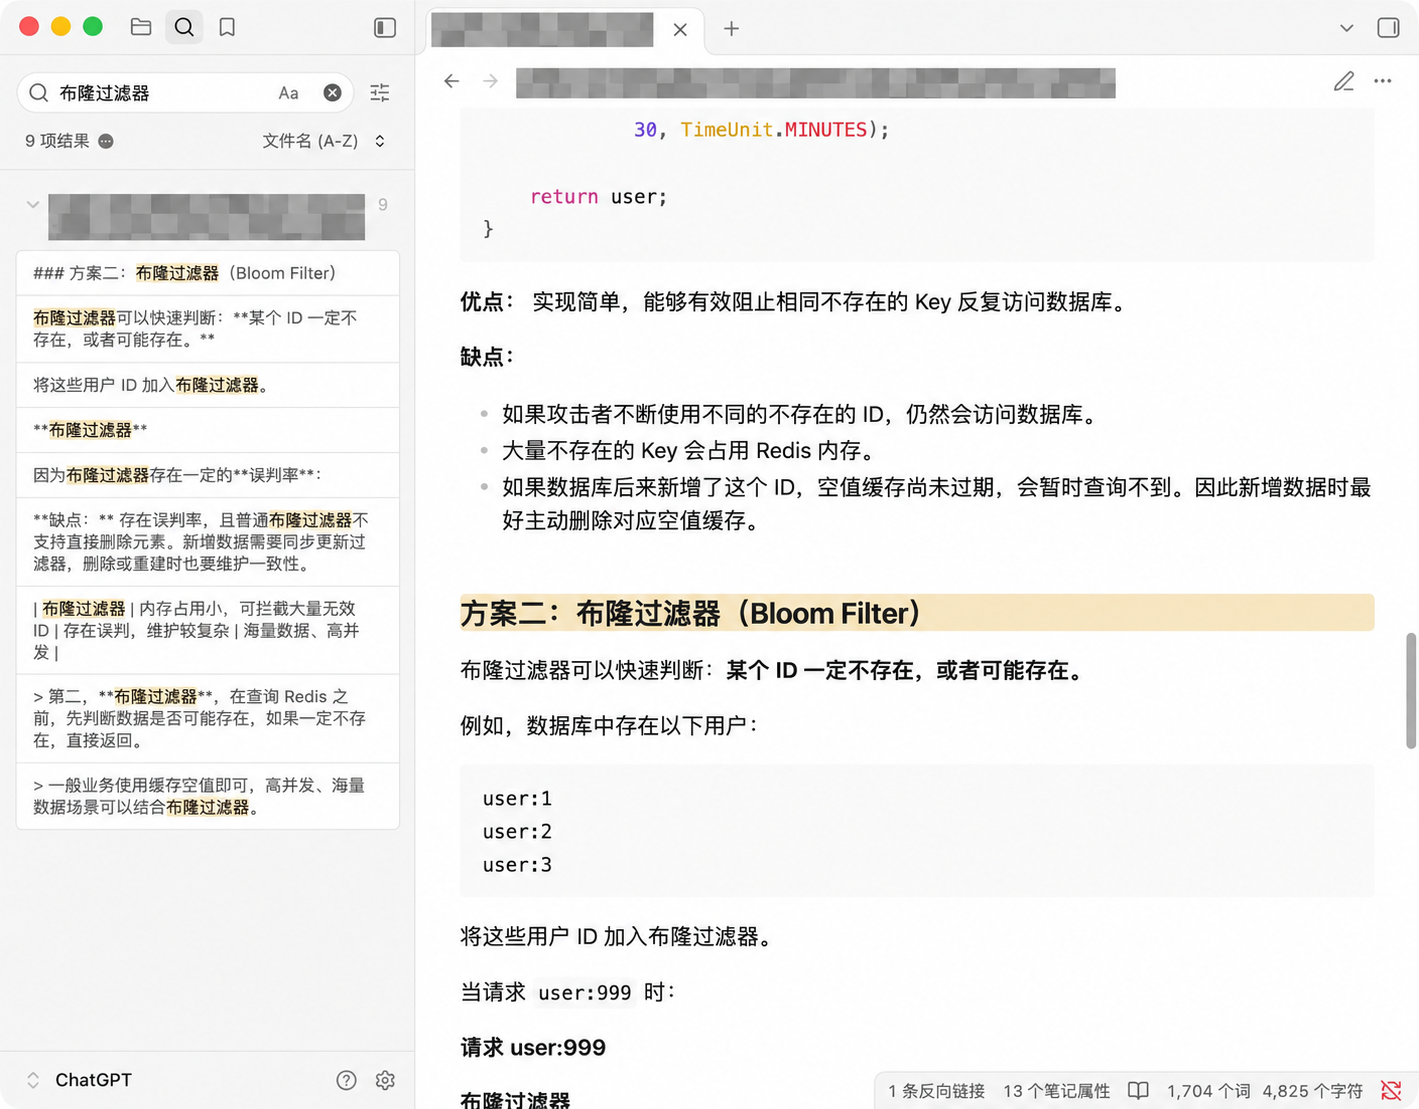 布隆过滤器
Aa
9 项结果
文件名 (A-Z)
9
### 方案二：布隆过滤器（Bloom Filter）
布隆过滤器可以快速判断：**某个 ID 一定不
存在，或者可能存在。**
将这些用户 ID 加入布隆过滤器。
**布隆过滤器**
因为布隆过滤器存在一定的**误判率**：
**缺点：** 存在误判率，且普通布隆过滤器不
支持直接删除元素。新增数据需要同步更新过
滤器，删除或重建时也要维护一致性。
| 布隆过滤器 | 内存占用小，可拦截大量无效
ID | 存在误判，维护较复杂 | 海量数据、高并
发 |
> 第二，**布隆过滤器**，在查询 Redis 之
前，先判断数据是否可能存在，如果一定不存
在，直接返回。
> 一般业务使用缓存空值即可，高并发、海量
数据场景可以结合布隆过滤器。
ChatGPT
30, TimeUnit.MINUTES);
return user;
}
优点： 实现简单，能够有效阻止相同不存在的 Key 反复访问数据库。
缺点：
如果攻击者不断使用不同的不存在的 ID，仍然会访问数据库。
大量不存在的 Key 会占用 Redis 内存。
如果数据库后来新增了这个 ID，空值缓存尚未过期，会暂时查询不到。因此新增数据时最
好主动删除对应空值缓存。
方案二：布隆过滤器（Bloom Filter）
布隆过滤器可以快速判断：某个 ID 一定不存在，或者可能存在。
例如，数据库中存在以下用户：
user:1
user:2
user:3
将这些用户 ID 加入布隆过滤器。
当请求 user:999 时：
请求 user:999
布隆过滤器
1 条反向链接 13 个笔记属性 1,704 个词 4,825 个字符